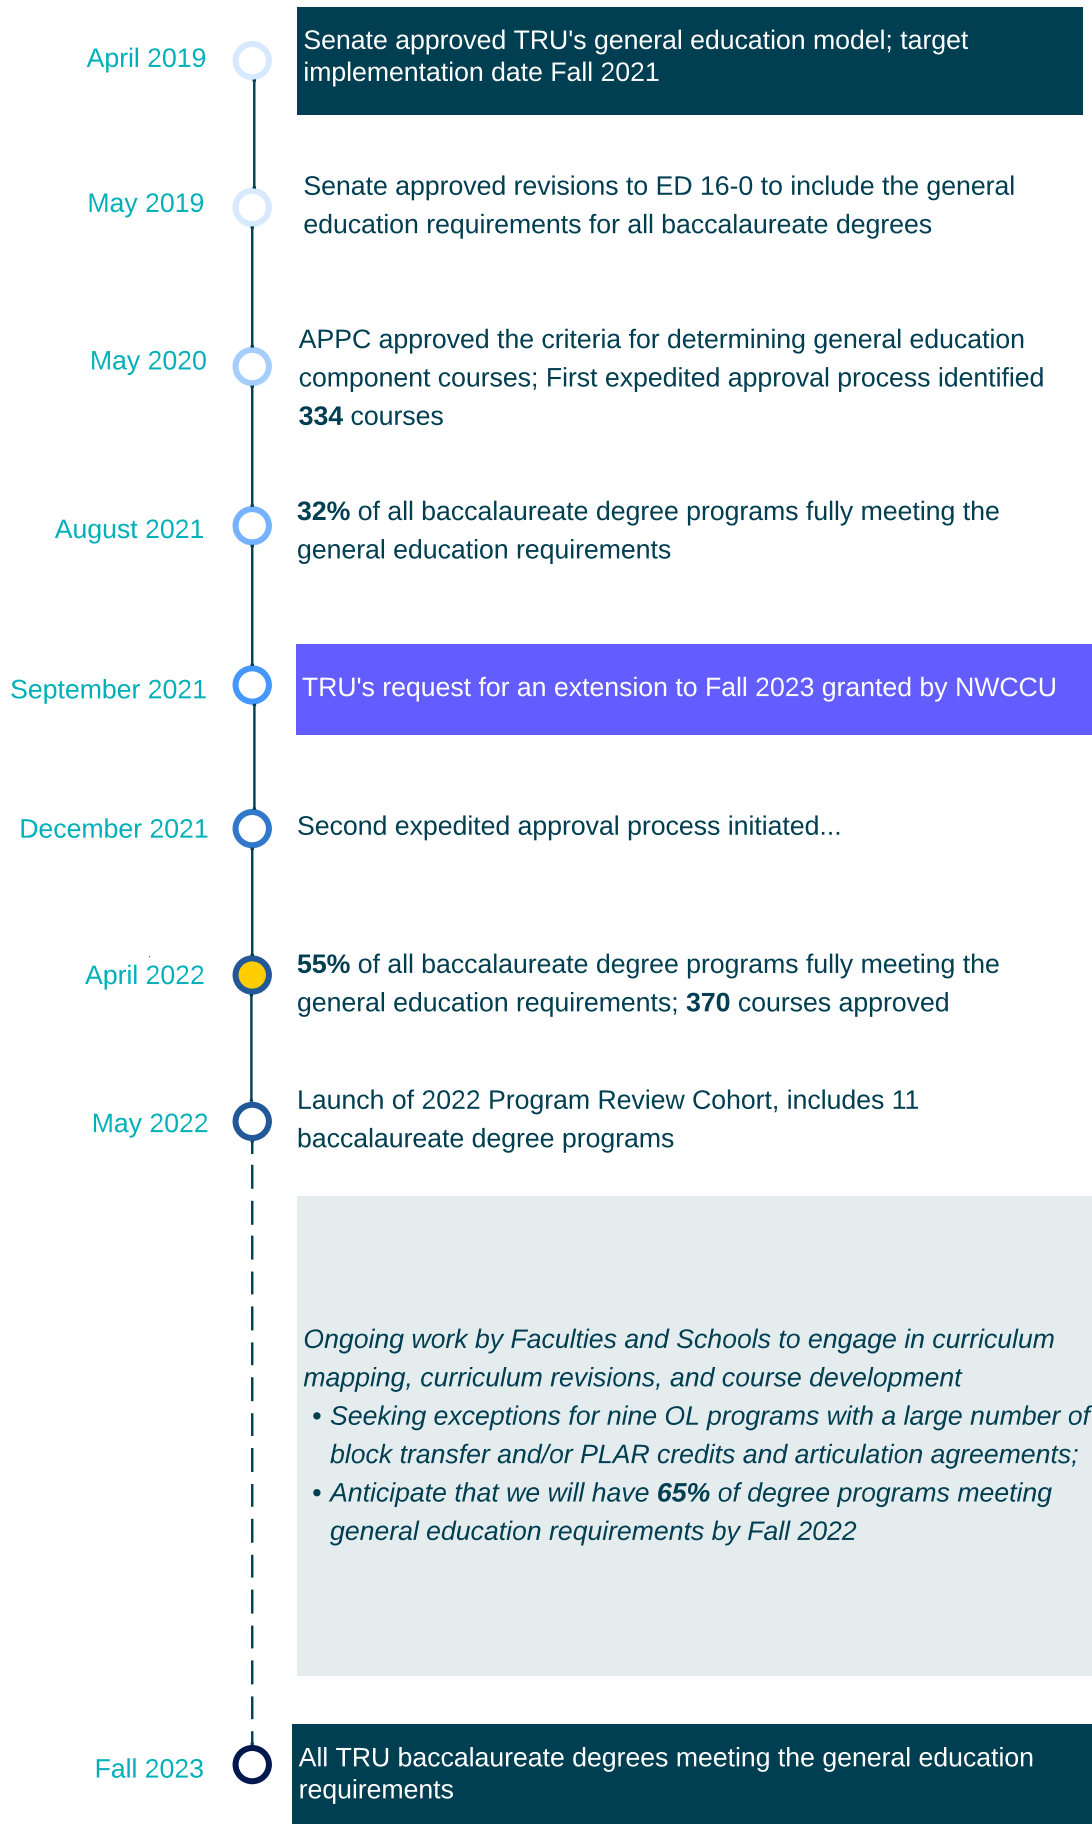 April 2019
Senate approved TRU's general education model; target
implementation date Fall 2021
May 2019
Senate approved revisions to ED 16-0 to include the general
education requirements for all baccalaureate degrees
May 2020
APPC approved the criteria for determining general education
component courses; First expedited approval process identified
334 courses
August 2021
32% of all baccalaureate degree programs fully meeting the
general education requirements
September 2021
TRU's request for an extension to Fall 2023 granted by NWCCU
December 2021
Second expedited approval process initiated...
April 2022
55% of all baccalaureate degree programs fully meeting the
general education requirements; 370 courses approved
May 2022
Launch of 2022 Program Review Cohort, includes 11
baccalaureate degree programs
Ongoing work by Faculties and Schools to engage in curriculum
mapping, curriculum revisions, and course development
• Seeking exceptions for nine OL programs with a large number of
block transfer and/or PLAR credits and articulation agreements;
• Anticipate that we will have 65% of degree programs meeting
general education requirements by Fall 2022
Fall 2023
All TRU baccalaureate degrees meeting the general education
requirements